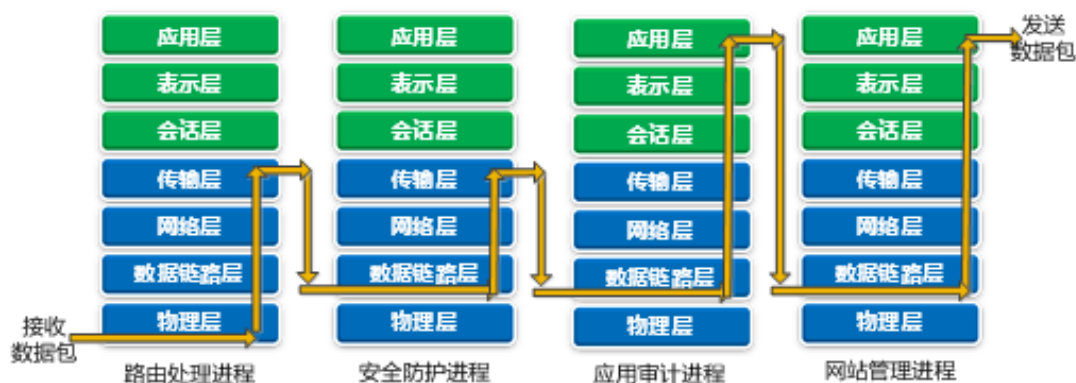 应用层
表示层
会话层
传输层
网络层
数据链路层
物理层
接收
数据包
路由处理进程
应用层
表示层
会话层
传输层
网络层
数据链路层
物理层
安全防护进程
应用层
表示层
会话层
传输层
网络层
数据链路层
物理层
应用审计进程
应用层
表示层
会话层
传输层
网络层
数据链路层
物理层
网站管理进程
发送
数据包